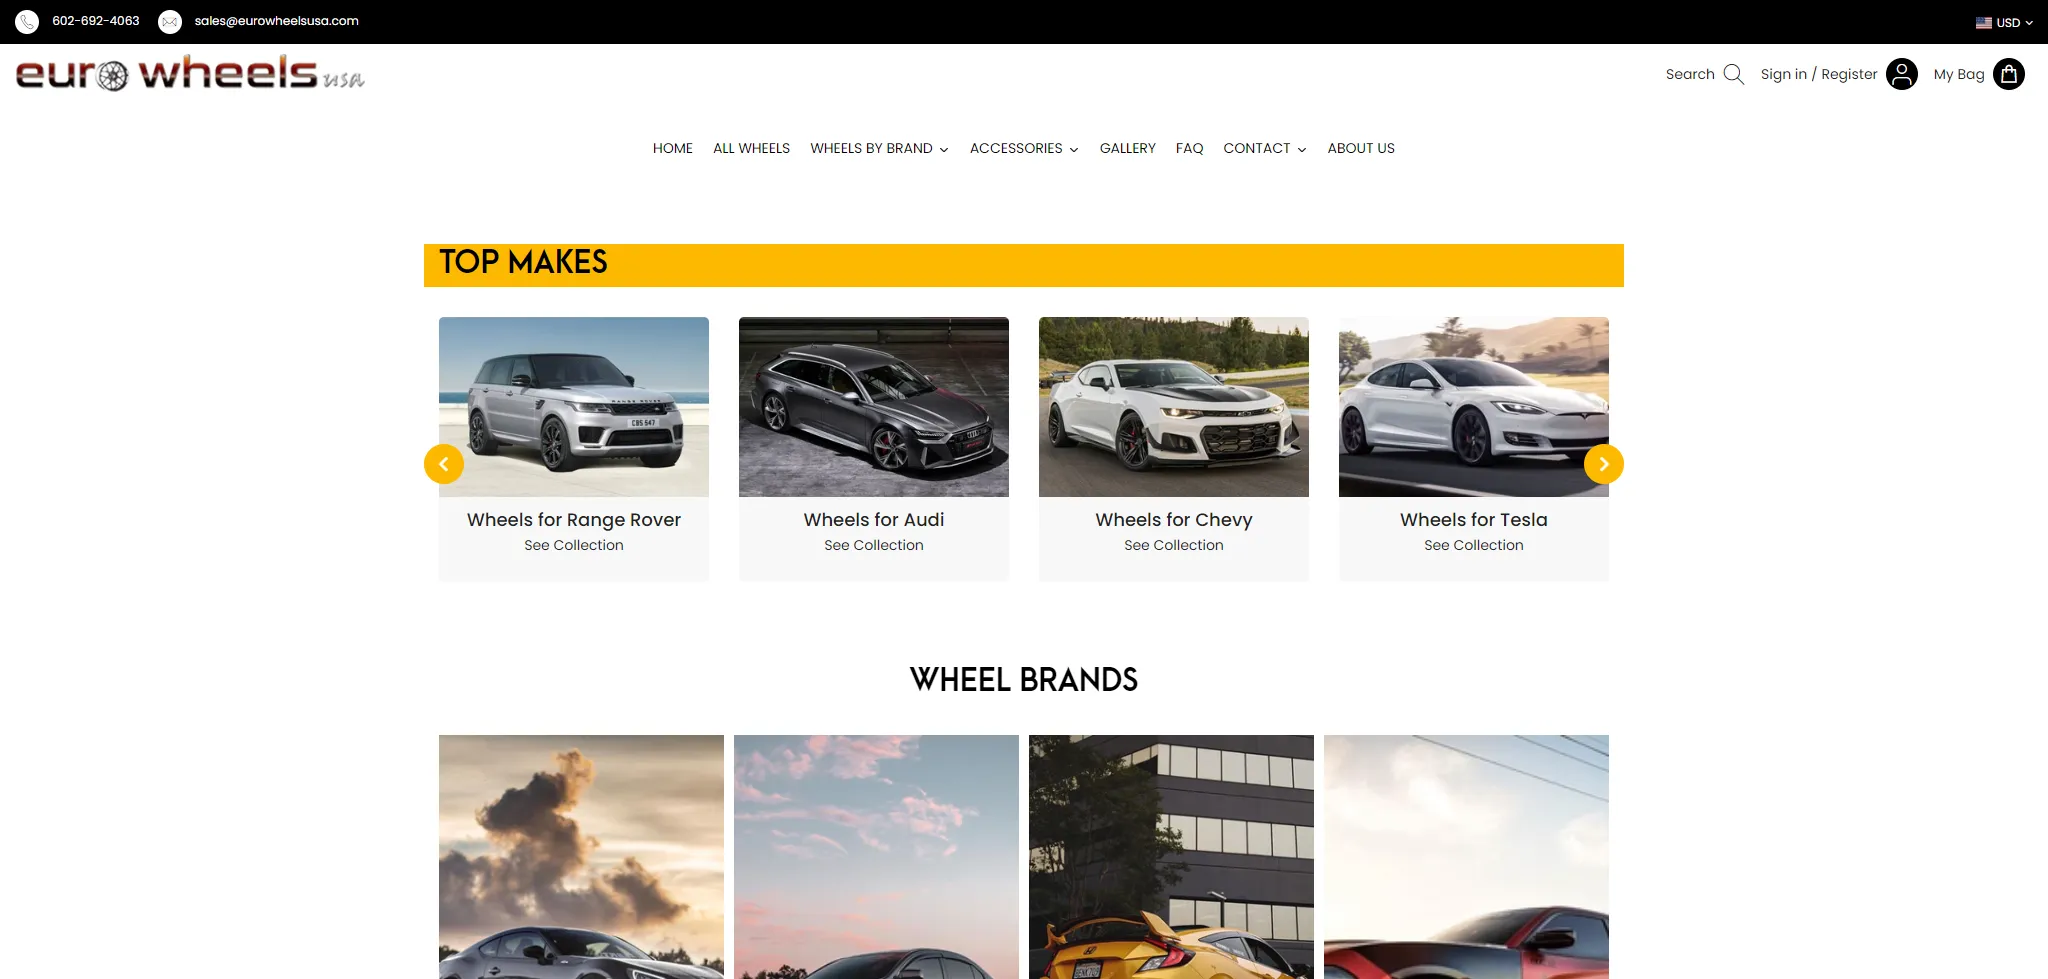 602-692-4063
sales@eurowheelsusa.com
USD
euro wheels usa
Search
Sign in / Register
My Bag
HOME
ALL WHEELS
WHEELS BY BRAND
ACCESSORIES
GALLERY
FAQ
CONTACT
ABOUT US
TOP MAKES
RANGE ROVER
CBS 547
Wheels for Range Rover
See Collection
Wheels for Audi
See Collection
Wheels for Chevy
See Collection
Wheels for Tesla
See Collection
WHEEL BRANDS